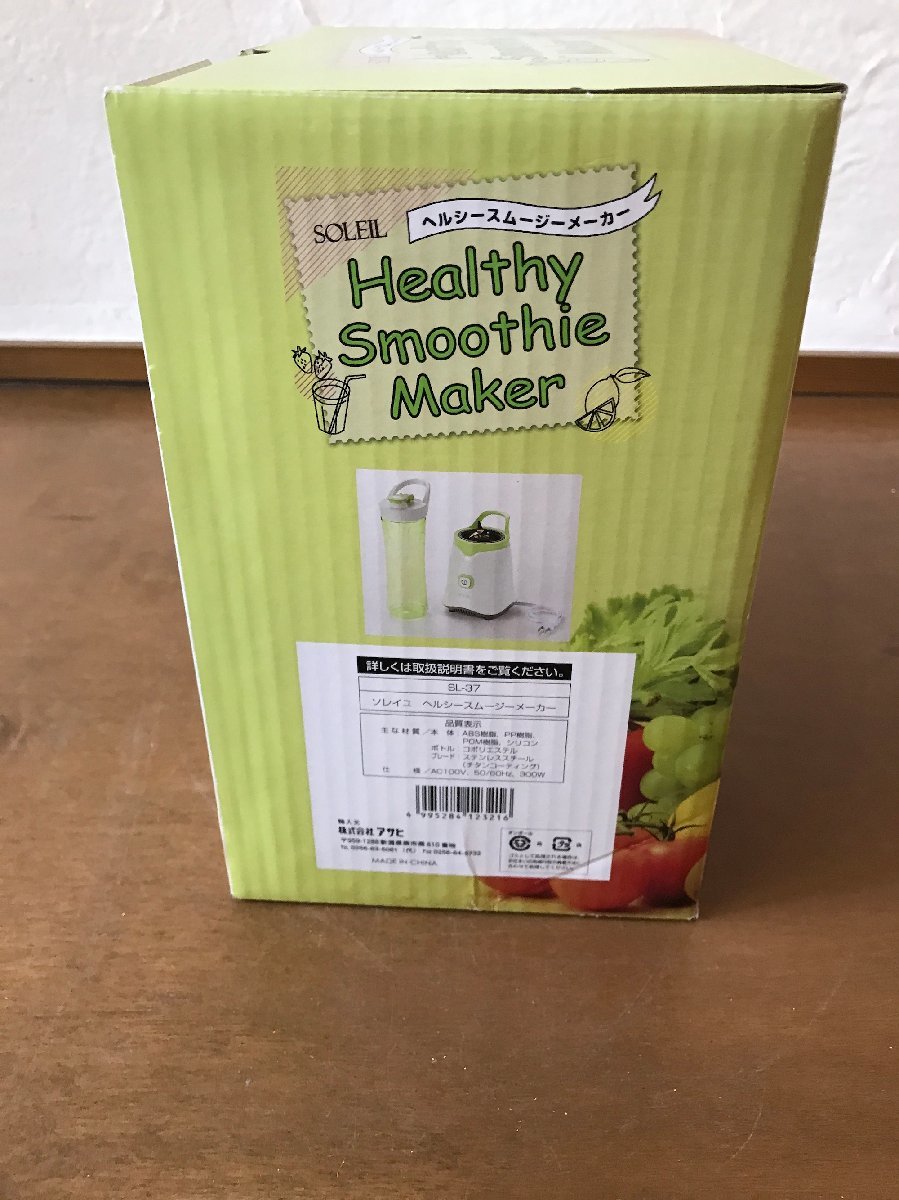 SOLEIL
ヘルシースムージーメーカー
Healthy
Smoothie
Maker
詳しくは取扱説明書をご覧ください。
SL-37
ソレイユ ヘルシースムージーメーカー
品質表示
主な材質／本体 ABS樹脂、PP樹脂、
POM樹脂、シリコン
ボトル：コポリエステル
ブレード：ステンレススチール
(チタンコーティング)
仕様／AC100V、50/60Hz、300W
4 995284 123216
輸入元
株式会社アサヒ
MADE IN CHINA